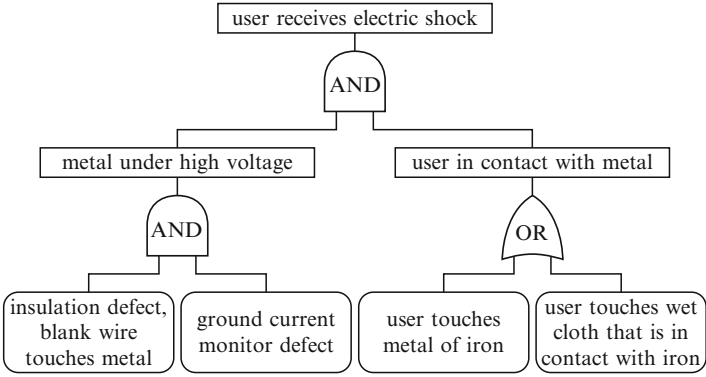 user receives electric shock
AND
metal under high voltage
user in contact with metal
AND
OR
insulation defect,
blank wire
touches metal
ground current
monitor defect
user touches
metal of iron
user touches wet
cloth that is in
contact with iron